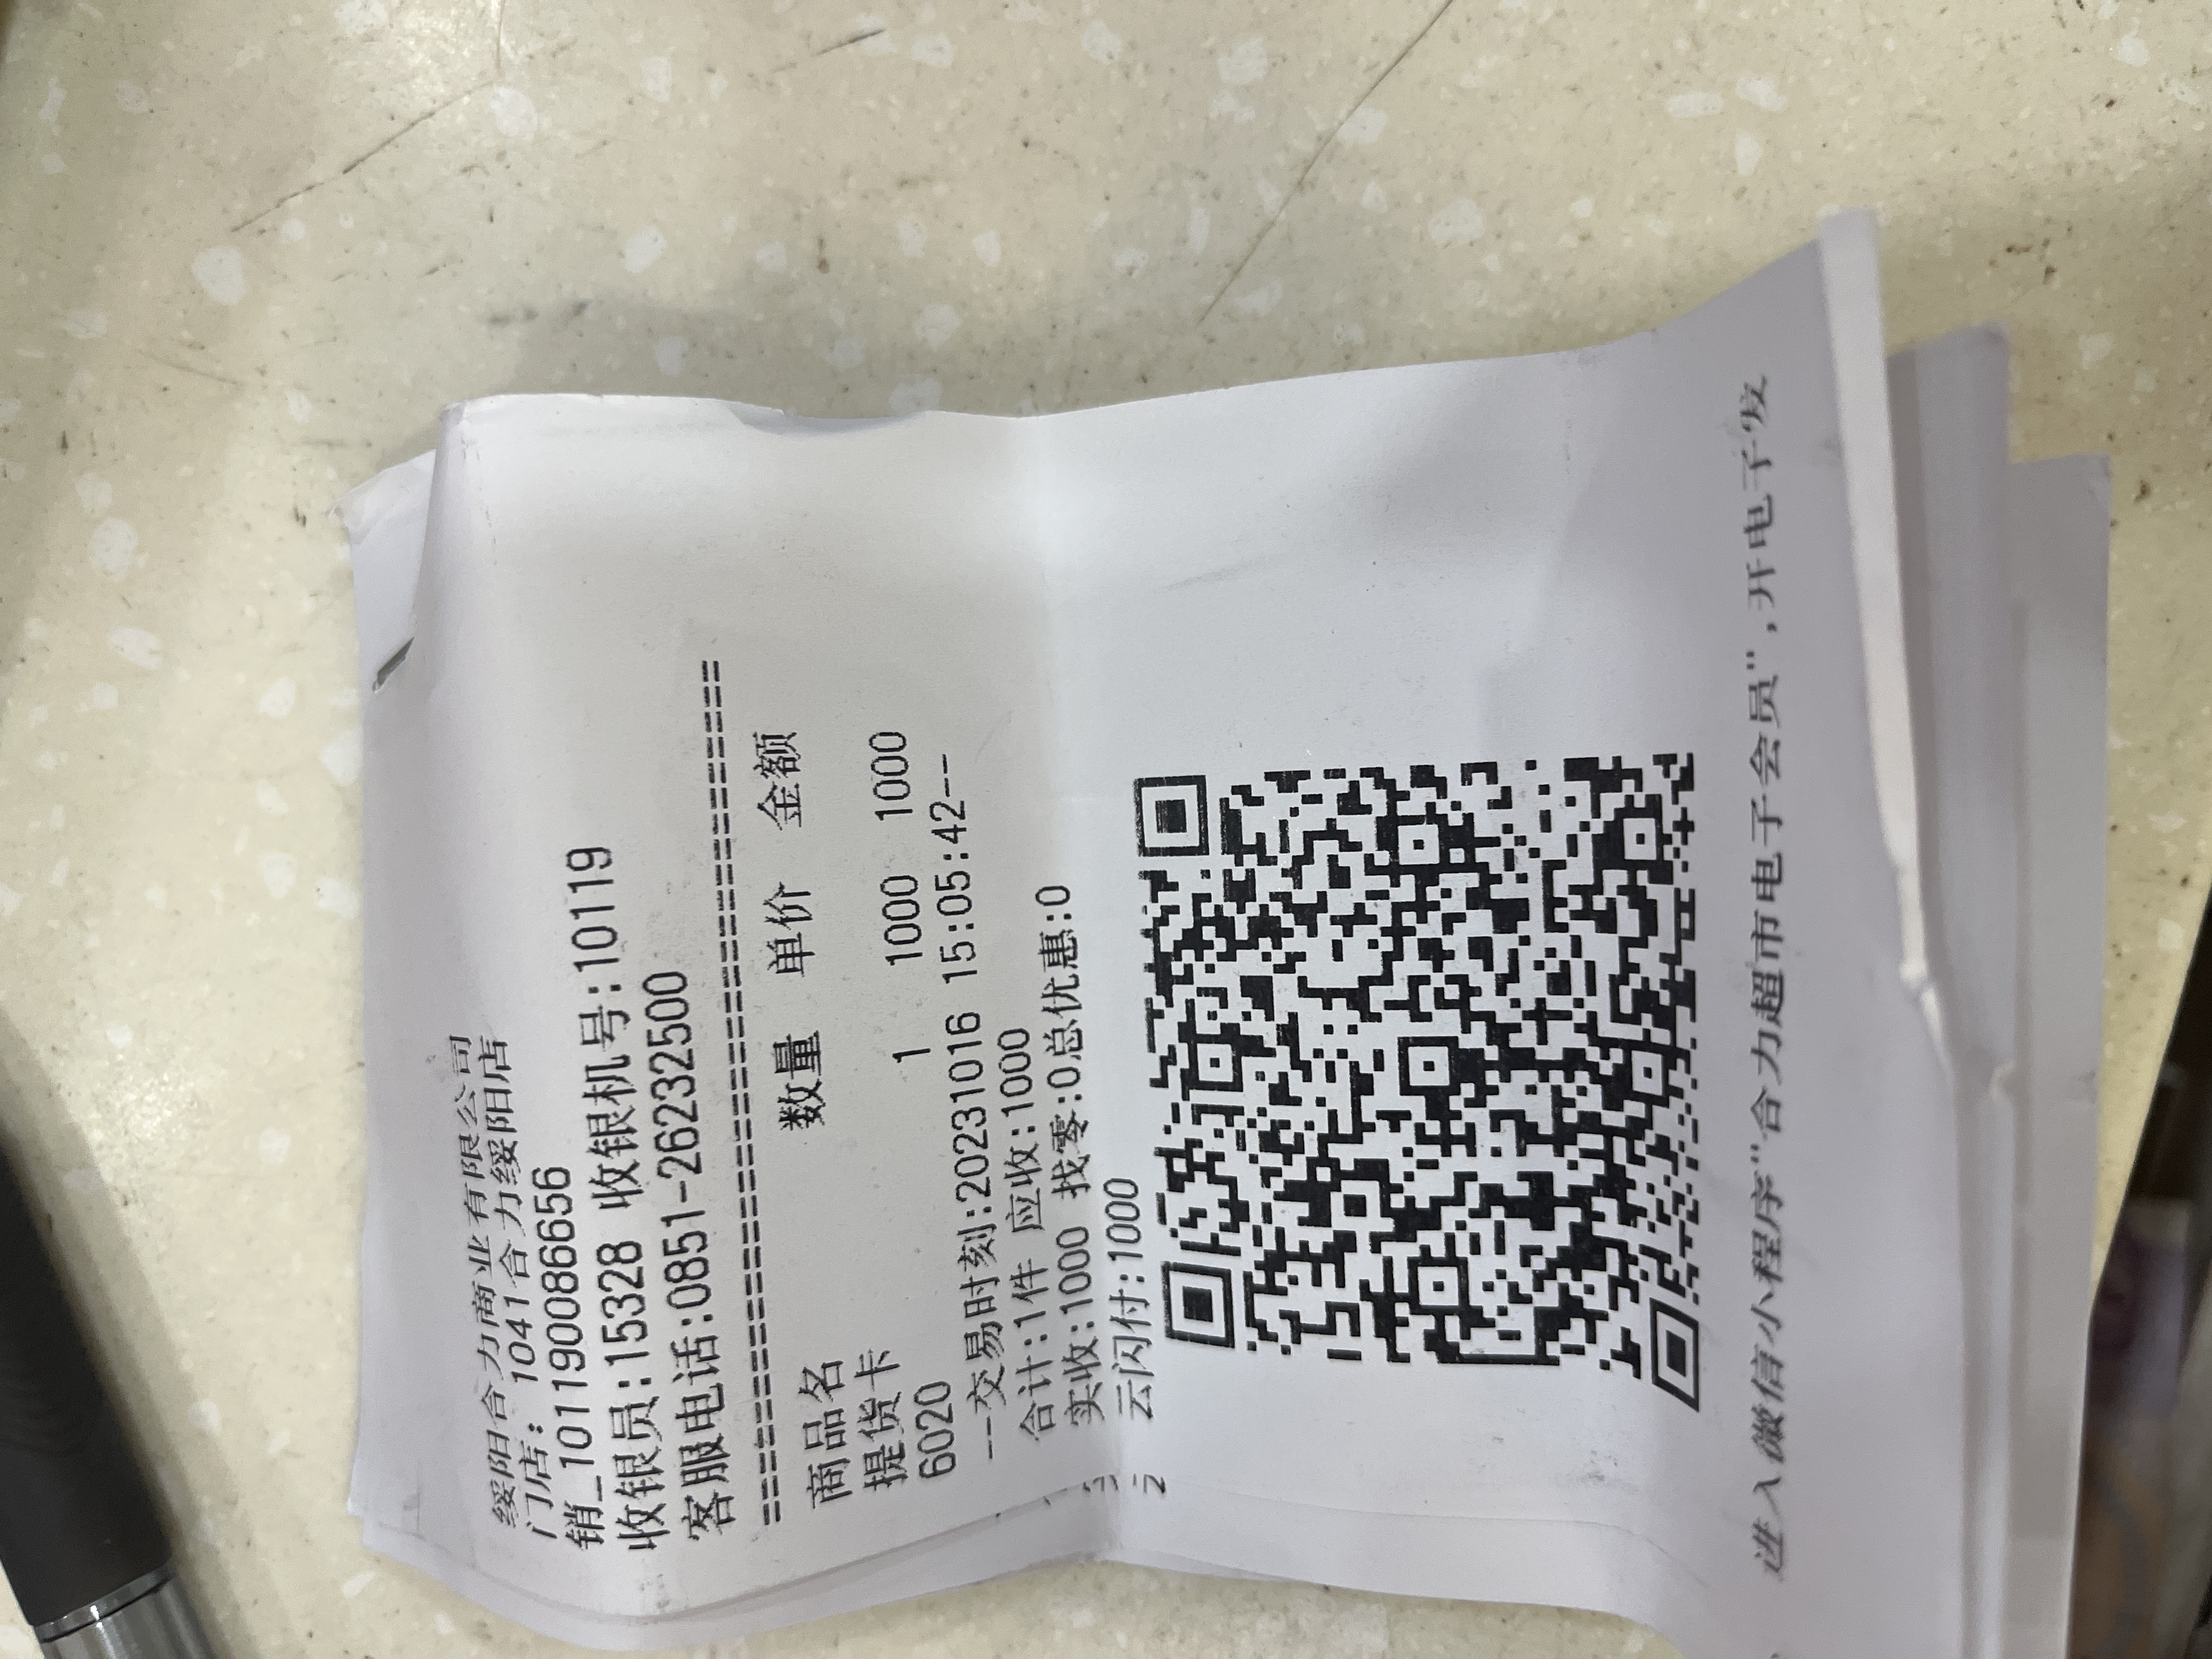 绥阳合力商业有限公司
门店：1041合力绥阳店
销_101190086656
收银员:15328 收银机号:10119
客服电话:0851-26232500
========================================
商品名 数量 单价 金额
提货卡
6020 1 1000 1000
--交易时刻:20231016 15:05:42--
合计:1件 应收:1000
实收:1000 找零:0总优惠:0
云闪付:1000
进入微信小程序"合力超市电子会员",开电子发